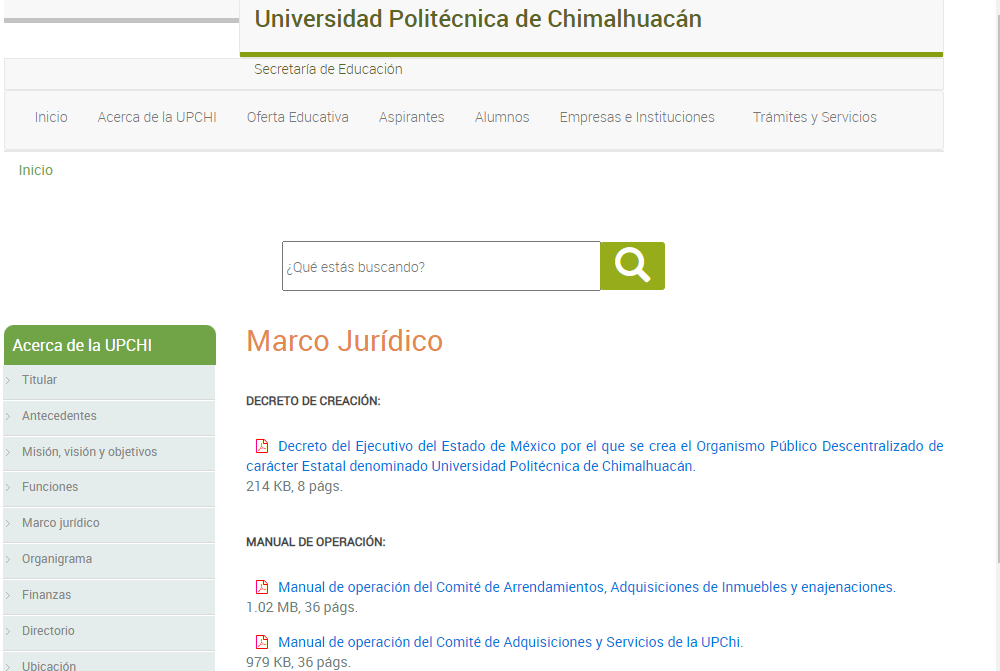 Universidad Politécnica de Chimalhuacán
Secretaría de Educación
Inicio
Acerca de la UPCHI
Oferta Educativa
Aspirantes
Alumnos
Empresas e Instituciones
Trámites y Servicios
Inicio
¿Qué estás buscando?
Acerca de la UPCHI
Titular
Antecedentes
Misión, visión y objetivos
Funciones
Marco jurídico
Organigrama
Finanzas
Directorio
Ubicación
Marco Jurídico
DECRETO DE CREACIÓN:
Decreto del Ejecutivo del Estado de México por el que se crea el Organismo Público Descentralizado de
carácter Estatal denominado Universidad Politécnica de Chimalhuacán.
214 KB, 8 págs.
MANUAL DE OPERACIÓN:
Manual de operación del Comité de Arrendamientos, Adquisiciones de Inmuebles y enajenaciones.
1.02 MB, 36 págs.
Manual de operación del Comité de Adquisiciones y Servicios de la UPChi.
979 KB, 36 págs.